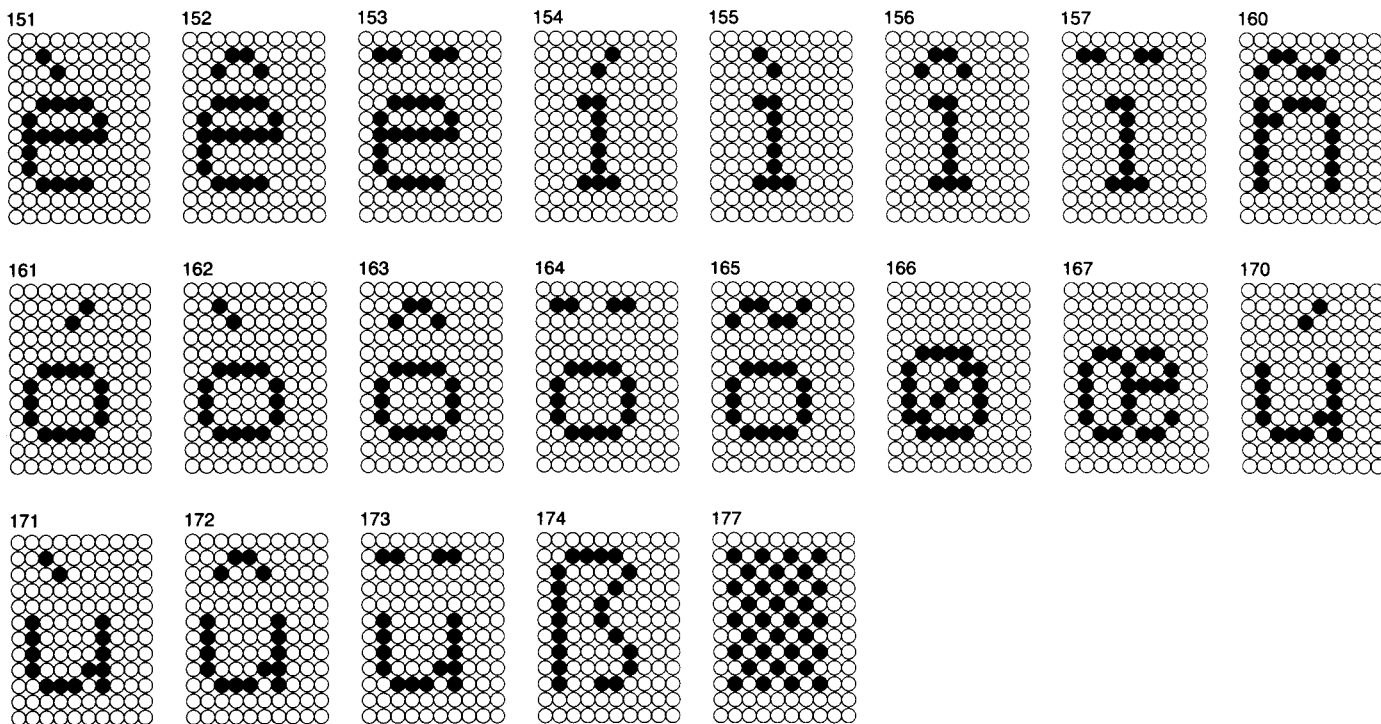 151 152 153 154 155 156 157 160
è ê ë í ì î ï ñ
161 162 163 164 165 166 167 170
ó ò ô ö õ ø œ ú
171 172 173 174 177
ù û ü ß